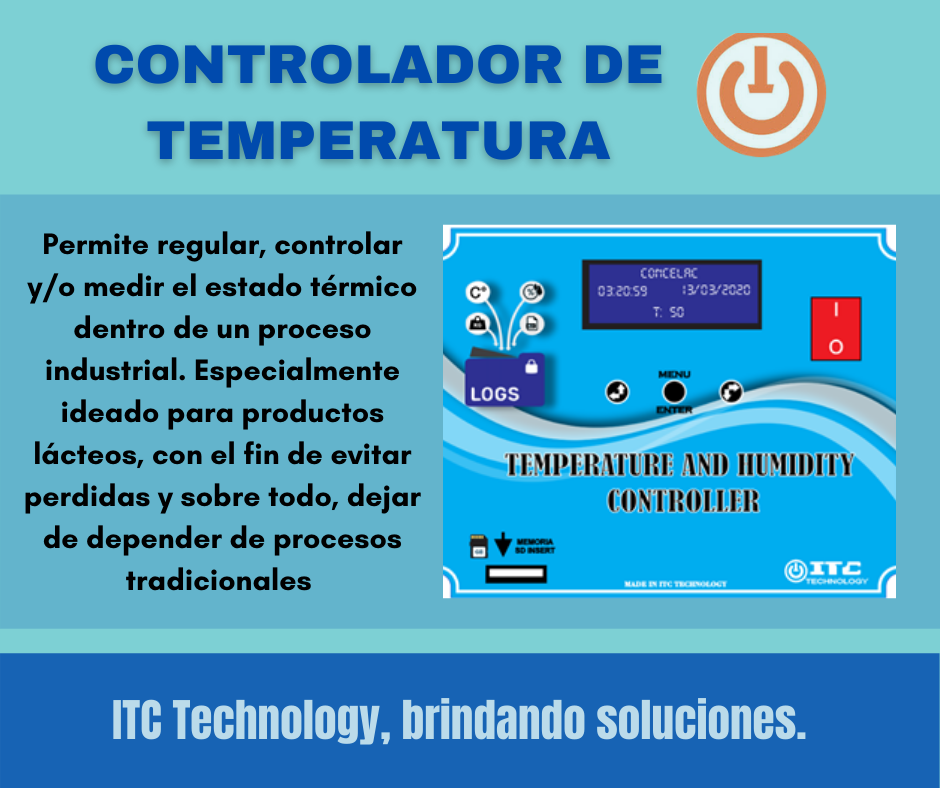 CONTROLADOR DE
TEMPERATURA
Permite regular, controlar
y/o medir el estado térmico
dentro de un proceso
industrial. Especialmente
ideado para productos
lácteos, con el fin de evitar
perdidas y sobre todo, dejar
de depender de procesos
tradicionales
COMCELAC
03:20:59 13/03/2020
T: 50
C°
LOGS
I
O
MENU
ENTER
TEMPERATURE AND HUMIDITY
CONTROLLER
MEMORIA
SD INSERT
MADE IN ITC TECHNOLOGY
ITC
TECHNOLOGY
ITC Technology, brindando soluciones.